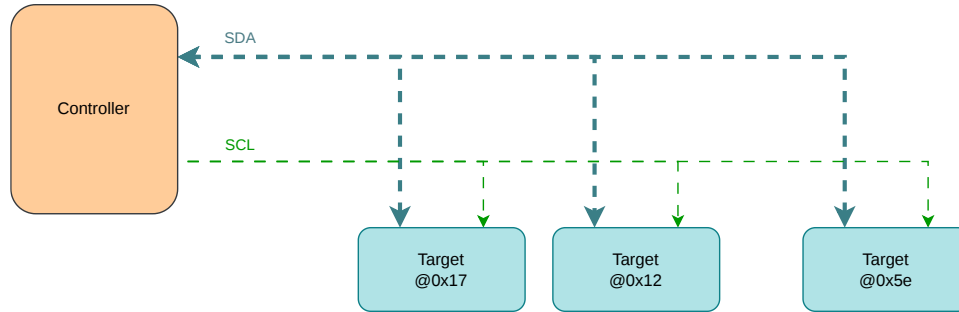 SDA
Controller
SCL
Target
@0x17
Target
@0x12
Target
@0x5e